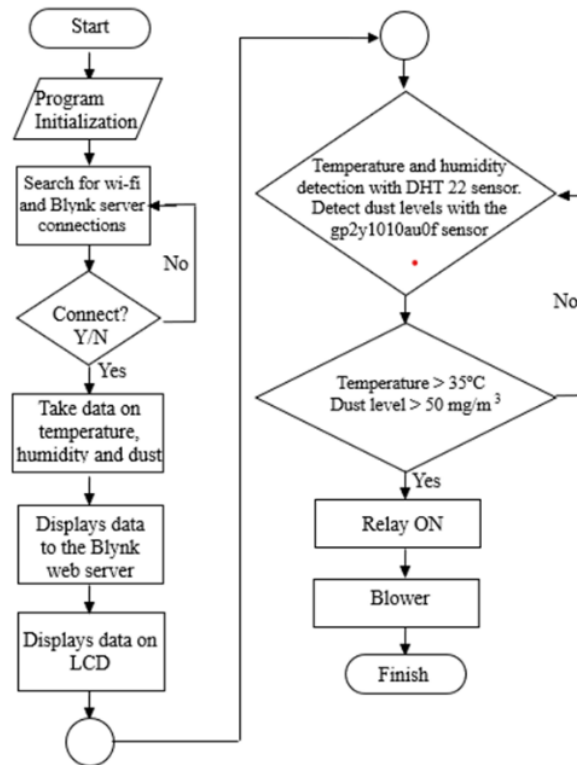 Start
Program
Initialization
Search for wi-fi
and Blynk server
connections
No
Connect?
Y/N
Yes
Take data on
temperature,
humidity and dust
Displays data
to the Blynk
web server
Displays data on
LCD
Temperature and humidity
detection with DHT 22 sensor.
Detect dust levels with the
gp2y1010au0f sensor
No
Temperature > 35°C
Dust level > 50 mg/m³
Yes
Relay ON
Blower
Finish